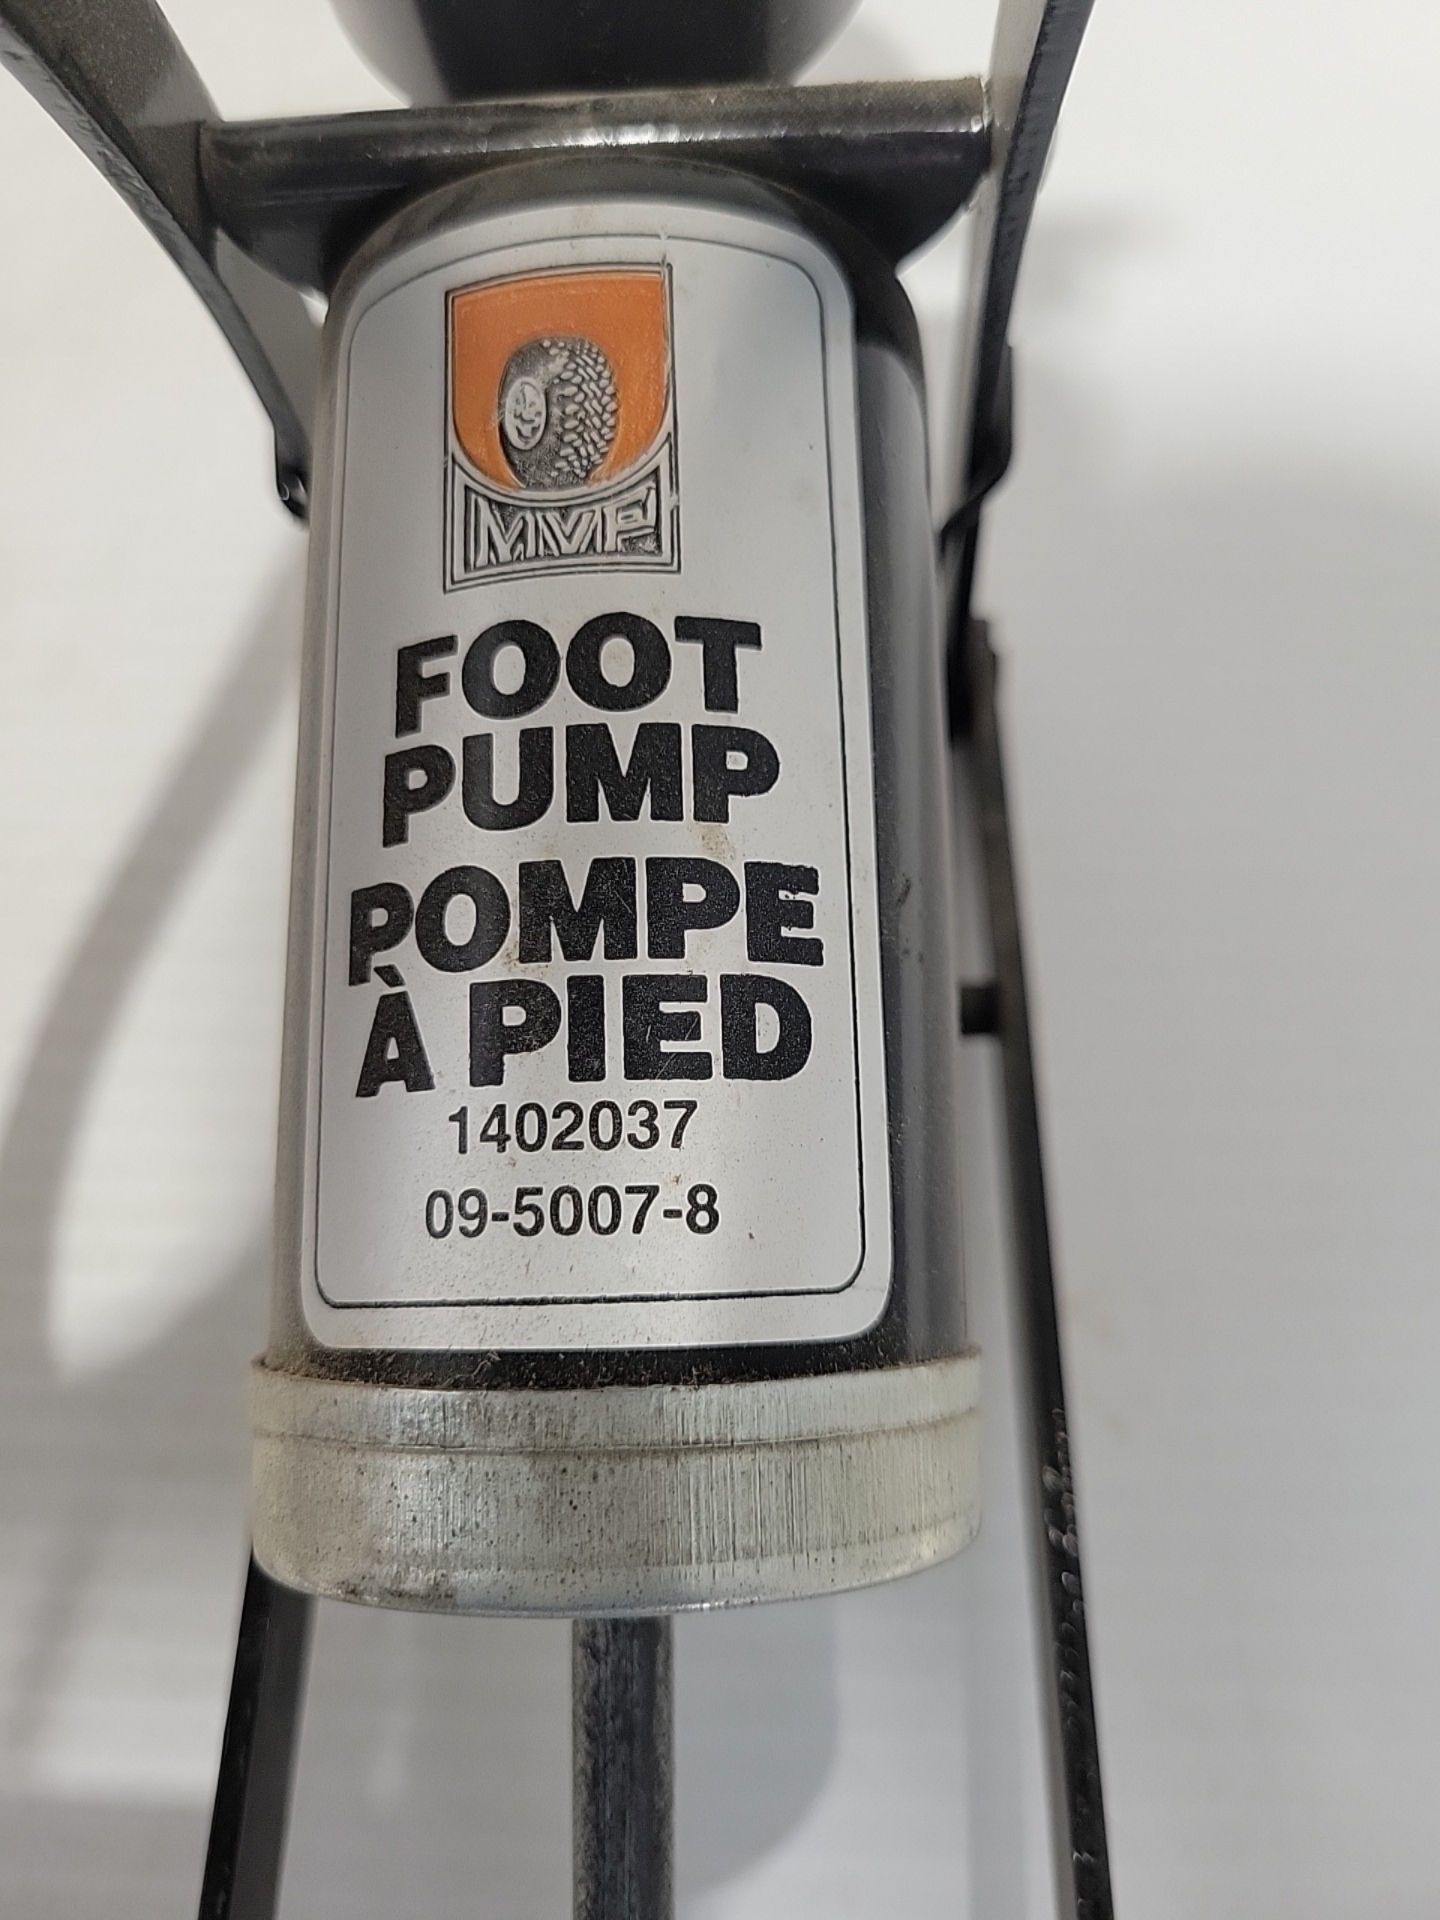 MVP
FOOT
PUMP
POMPE
À PIED
1402037
09-5007-8